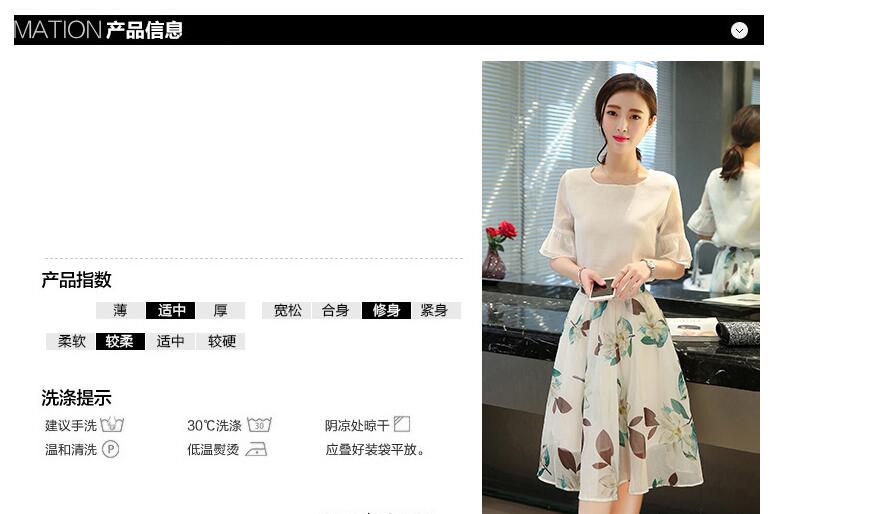 MATION 产品信息
产品指数
薄 适中 厚 宽松 合身 修身 紧身
柔软 较柔 适中 较硬
洗涤提示
建议手洗 30℃洗涤 30 阴凉处晾干
温和清洗 P 低温熨烫 应叠好装袋平放。